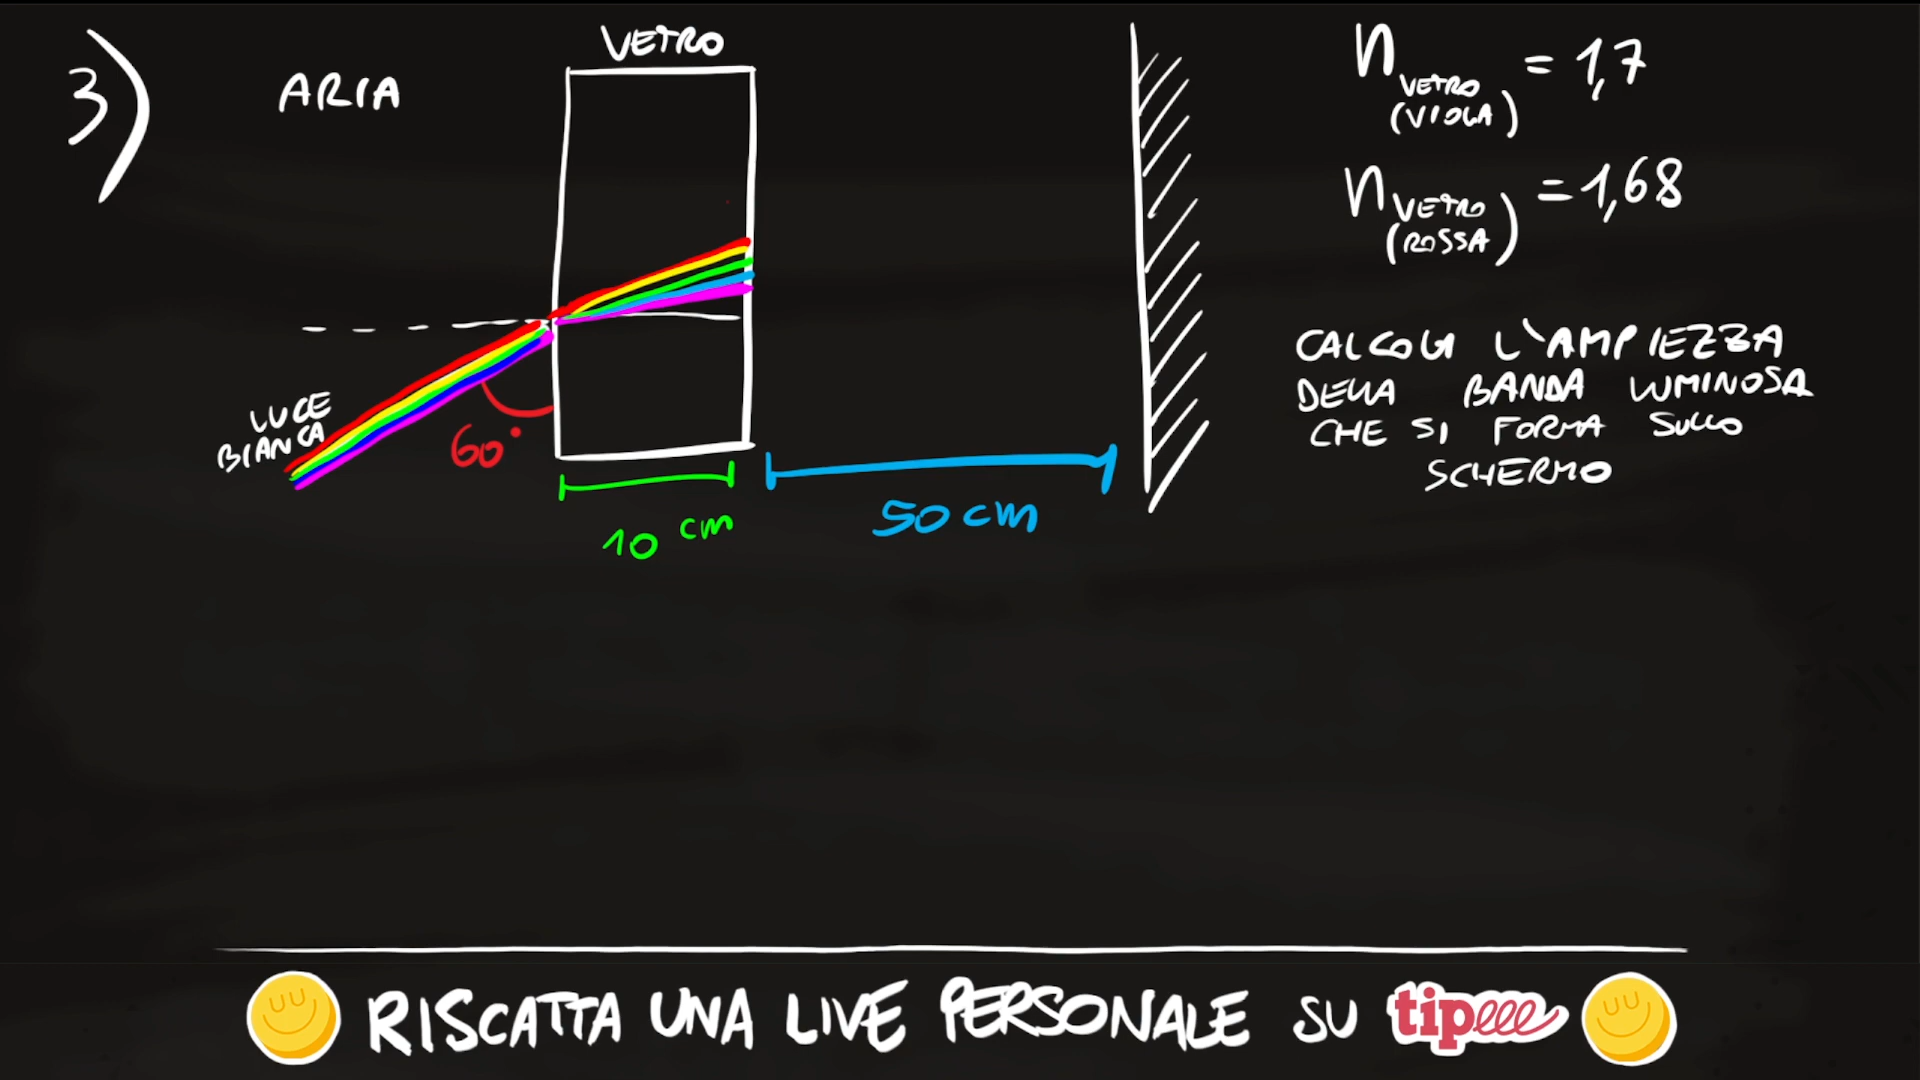 3)
ARIA
VETRO
LUCE
BIANCA
60°
10 cm
50 cm
n VETRO (VIOLA) = 1,7
n VETRO (ROSSA) = 1,68
CALCOLI L'AMPIEZZA
DELLA BANDA LUMINOSA
CHE SI FORMA SULLO
SCHERMO
RISCATTA UNA LIVE PERSONALE SU tipeee